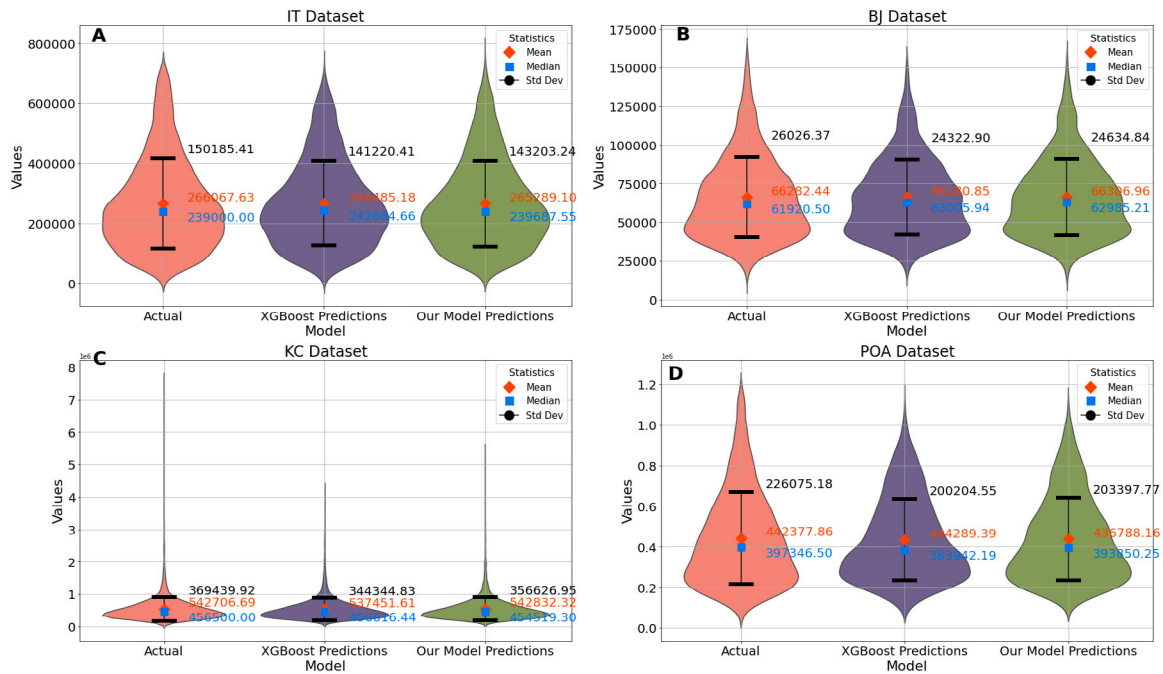 IT Dataset
A
Statistics
Mean
Median
Std Dev
800000
600000
400000
200000
0
Values
150185.41
266067.63
239000.00
141220.41
242604.66
143203.24
265289.10
239687.55
Actual
XGBoost Predictions
Our Model Predictions
Model
BJ Dataset
B
Statistics
Mean
Median
Std Dev
175000
150000
125000
100000
75000
50000
25000
0
Values
26026.37
66282.44
61920.50
24322.90
63005.94
24634.84
66306.96
62985.21
Actual
XGBoost Predictions
Our Model Predictions
Model
KC Dataset
C
1e6
Statistics
Mean
Median
Std Dev
8
7
6
5
4
3
2
1
0
Values
369439.92
542706.69
344344.83
537451.61
356626.95
542832.32
Actual
XGBoost Predictions
Our Model Predictions
Model
POA Dataset
D
1e6
Statistics
Mean
Median
Std Dev
1.2
1.0
0.8
0.6
0.4
0.2
0.0
Values
226075.18
442377.86
397346.50
200204.55
383942.19
203397.77
436788.16
393850.25
Actual
XGBoost Predictions
Our Model Predictions
Model